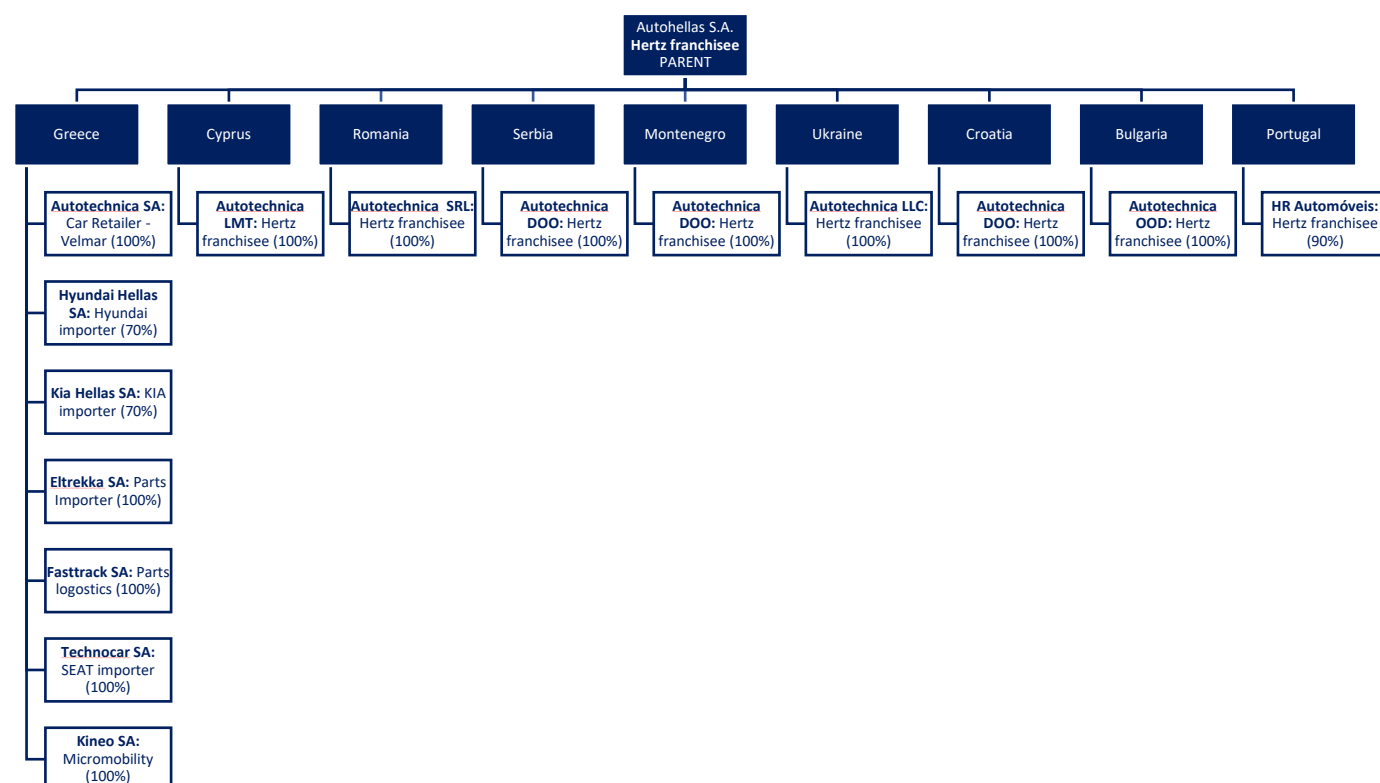 Autohellas S.A.
Hertz franchisee
PARENT
Greece
Cyprus
Romania
Serbia
Montenegro
Ukraine
Croatia
Bulgaria
Portugal
Autotechnica SA:
Car Retailer -
Velmar (100%)
Autotechnica
LMT: Hertz
franchisee (100%)
Autotechnica SRL:
Hertz franchisee
(100%)
Autotechnica
DOO: Hertz
franchisee (100%)
Autotechnica
DOO: Hertz
franchisee (100%)
Autotechnica LLC:
Hertz franchisee
(100%)
Autotechnica
DOO: Hertz
franchisee (100%)
Autotechnica
OOD: Hertz
franchisee (100%)
HR Automóveis:
Hertz franchisee
(90%)
Hyundai Hellas
SA: Hyundai
importer (70%)
Kia Hellas SA: KIA
importer (70%)
Eltrekka SA: Parts
Importer (100%)
Fasttrack SA: Parts
logostics (100%)
Technocar SA:
SEAT importer
(100%)
Kineo SA:
Micromobility
(100%)